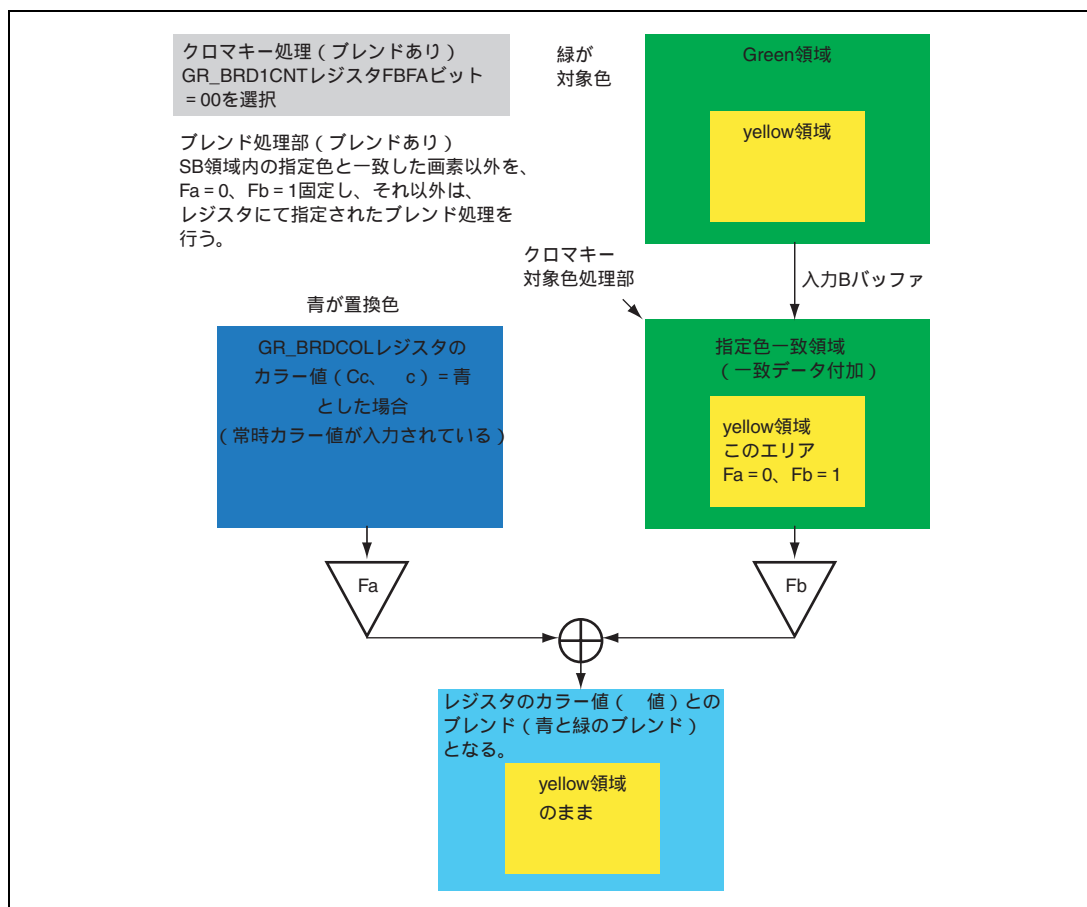 クロマキー処理（ブレンドあり）
GR_BRD1CNTレジスタFBFAビット
＝00を選択
ブレンド処理部（ブレンドあり）
SB領域内の指定色と一致した画素以外を、
Fa = 0、Fb = 1固定し、それ以外は、
レジスタにて指定されたブレンド処理を
行う。
緑が
対象色
Green領域
yellow領域
クロマキー
対象色処理部
入力Bバッファ
青が置換色
GR_BRDCOLレジスタの
カラー値（Cc、　c）= 青
とした場合
（常時カラー値が入力されている）
指定色一致領域
（一致データ付加）
yellow領域
このエリア
Fa = 0、Fb = 1
Fa
Fb
レジスタのカラー値（　値）との
ブレンド（青と緑のブレンド）
となる。
yellow領域
のまま